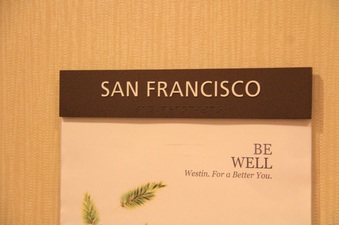 SAN FRANCISCO
BE
WELL
Westin. For a Better You.